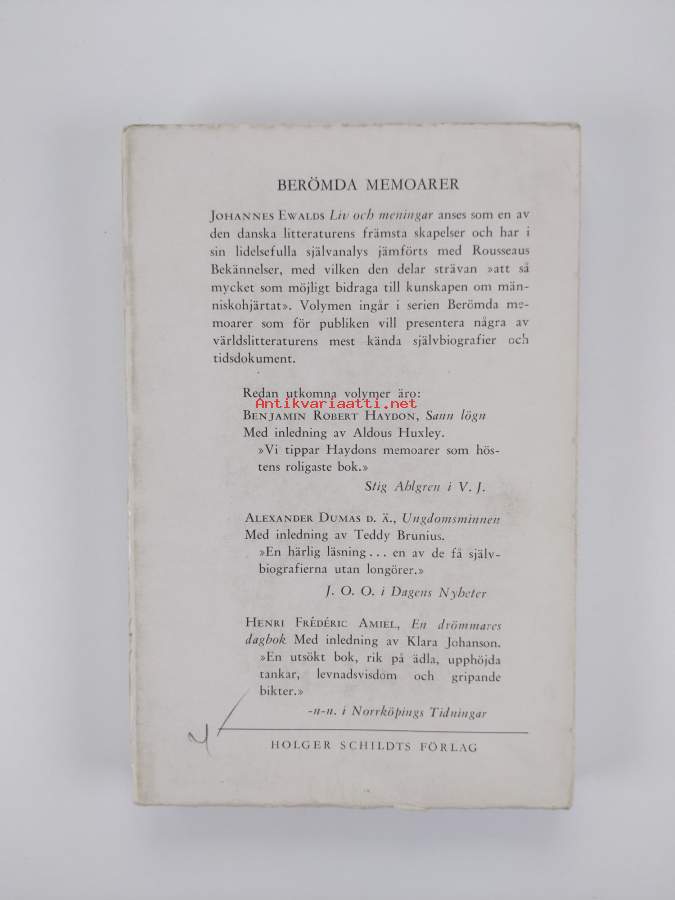 BERÖMDA MEMOARER
JOHANNES EWALDS Liv och meningar anses som en av
den danska litteraturens främsta skapelser och har i
sin lidelsefulla självanalys jämförts med Rousseaus
Bekännelser, med vilken den delar strävan »att så
mycket som möjligt bidraga till kunskapen om män-
niskohjärtat». Volymen ingår i serien Berömda me-
moarer som för publiken vill presentera några av
världslitteraturens mest kända självbiografier och
tidsdokument.
Redan utkomna volymer äro:
Antikvariaatti.net
BENJAMIN ROBERT HAYDON, Sann lögn
Med inledning av Aldous Huxley.
»Vi tippar Haydons memoarer som hös-
tens roligaste bok.»
Stig Ahlgren i V. J.
ALEXANDER DUMAS D. Ä., Ungdomsminnen
Med inledning av Teddy Brunius.
»En härlig läsning... en av de få själv-
biografierna utan longörer.»
J. O. O. i Dagens Nyheter
HENRI FRÉDÉRIC AMIEL, En drömmares
dagbok Med inledning av Klara Johanson.
»En utsökt bok, rik på ädla, upphöjda
tankar, levnadsvisdom och gripande
bikter.»
-n-n. i Norrköpings Tidningar
HOLGER SCHILDTS FÖRLAG